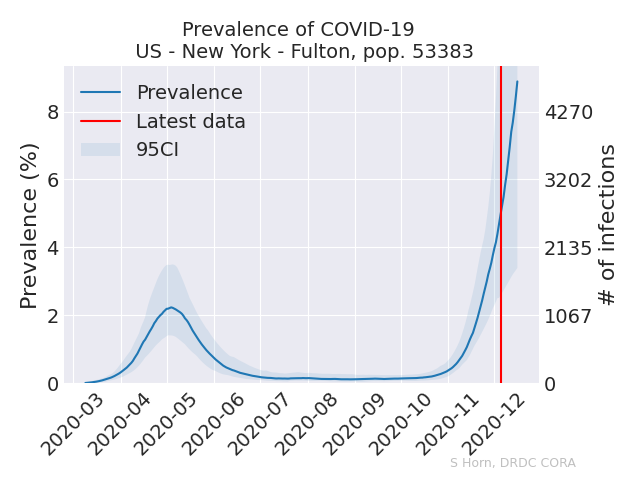 Prevalence of COVID-19
US - New York - Fulton, pop. 53383
Prevalence
Latest data
95CI
Prevalence (%)
8
6
4
2
0
4270
3202
2135
1067
0
# of infections
2020-03
2020-04
2020-05
2020-06
2020-07
2020-08
2020-09
2020-10
2020-11
2020-12
S Horn, DRDC CORA